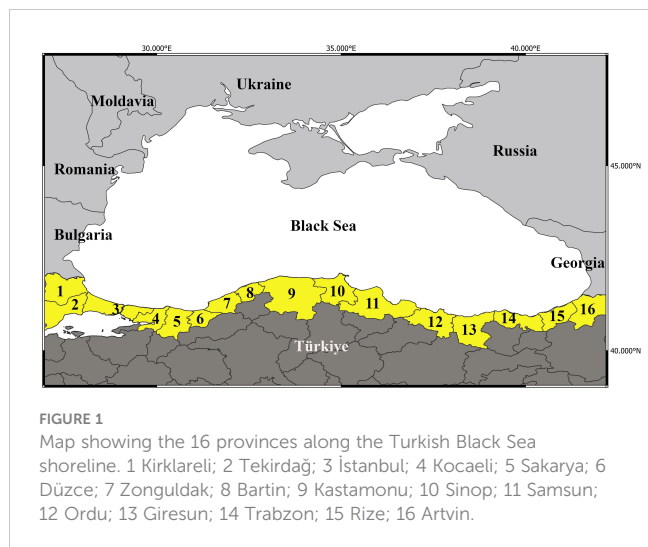 30.000°E 35.000°E 40.000°E
Ukraine
Moldavia
Russia
45.000°N
Romania
Bulgaria
Black Sea
Georgia
1
2
3
4
5
6
7
8
9
10
11
12
13
14
15
16
Türkiye
40.000°N
FIGURE 1
Map showing the 16 provinces along the Turkish Black Sea
shoreline. 1 Kirklareli; 2 Tekirdağ; 3 İstanbul; 4 Kocaeli; 5 Sakarya; 6
Düzce; 7 Zonguldak; 8 Bartin; 9 Kastamonu; 10 Sinop; 11 Samsun;
12 Ordu; 13 Giresun; 14 Trabzon; 15 Rize; 16 Artvin.